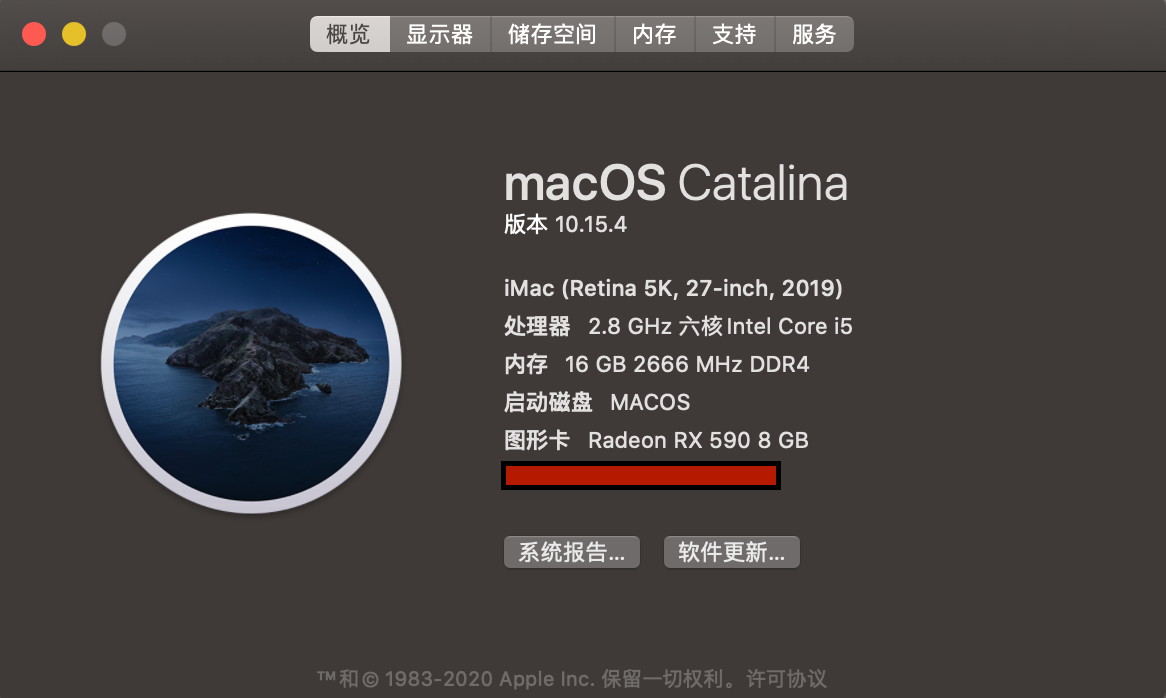 概览 显示器 储存空间 内存 支持 服务
macOS Catalina
版本 10.15.4
iMac (Retina 5K, 27-inch, 2019)
处理器 2.8 GHz 六核Intel Core i5
内存 16 GB 2666 MHz DDR4
启动磁盘 MACOS
图形卡 Radeon RX 590 8 GB
系统报告... 软件更新...
™和© 1983-2020 Apple Inc. 保留一切权利。许可协议